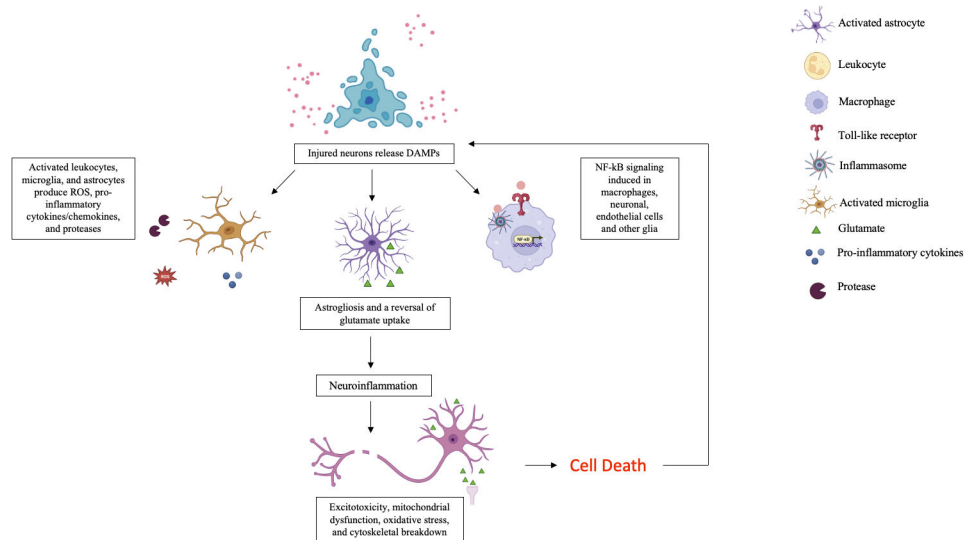 Activated astrocyte
Leukocyte
Macrophage
Toll-like receptor
Inflammasome
Activated microglia
Glutamate
Pro-inflammatory cytokines
Protease
Injured neurons release DAMPs
Activated leukocytes,
microglia, and astrocytes
produce ROS, pro-
inflammatory
cytokines/chemokines,
and proteases
NF-kB signaling
induced in
macrophages,
neuronal,
endothelial cells
and other glia
NF-kB
ROS
Astrogliosis and a reversal of
glutamate uptake
Neuroinflammation
Cell Death
Excitotoxicity, mitochondrial
dysfunction, oxidative stress,
and cytoskeletal breakdown